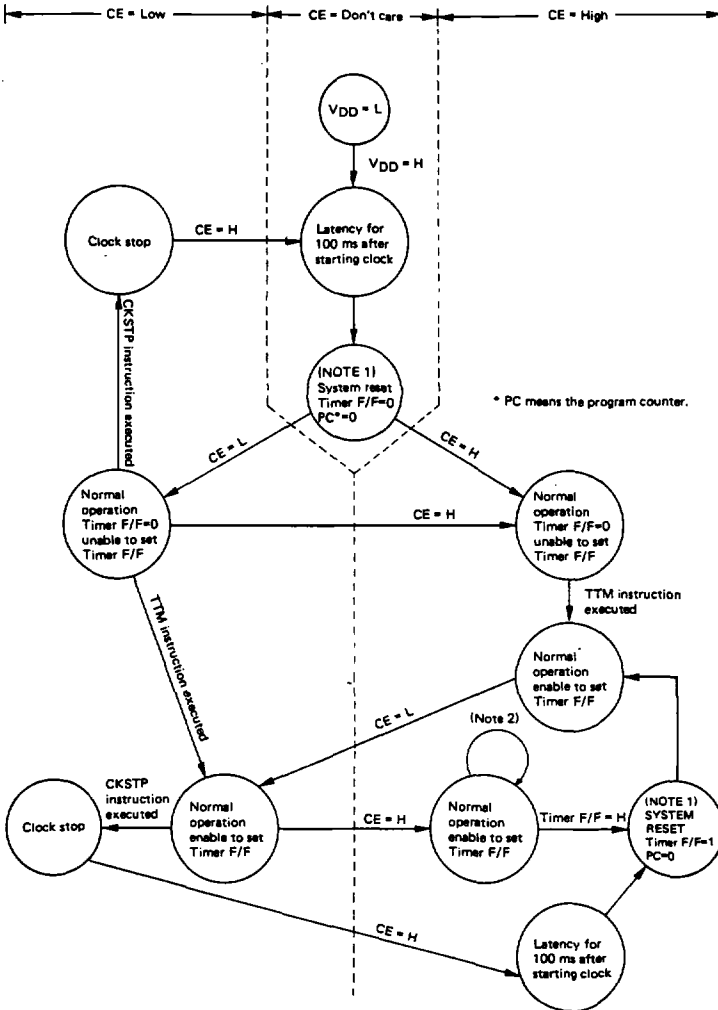 CE = Low
CE = Don't care
CE = High
VDD = L
VDD = H
Clock stop
CE = H
Latency for
100 ms after
starting clock
CKSTP instruction executed
(NOTE 1)
System reset
Timer F/F=0
PC*=0
* PC means the program counter.
CE = L
CE = H
Normal
operation
Timer F/F=0
unable to set
Timer F/F
CE = H
Normal
operation
Timer F/F=0
unable to set
Timer F/F
TTM instruction
executed
TTM instruction executed
Normal
operation
enable to set
Timer F/F
CE = L
(Note 2)
Clock stop
CKSTP
instruction
executed
Normal
operation
enable to set
Timer F/F
CE = H
Normal
operation
enable to set
Timer F/F
Timer F/F = H
(NOTE 1)
SYSTEM
RESET
Timer F/F=1
PC=0
CE = H
Latency for
100 ms after
starting clock